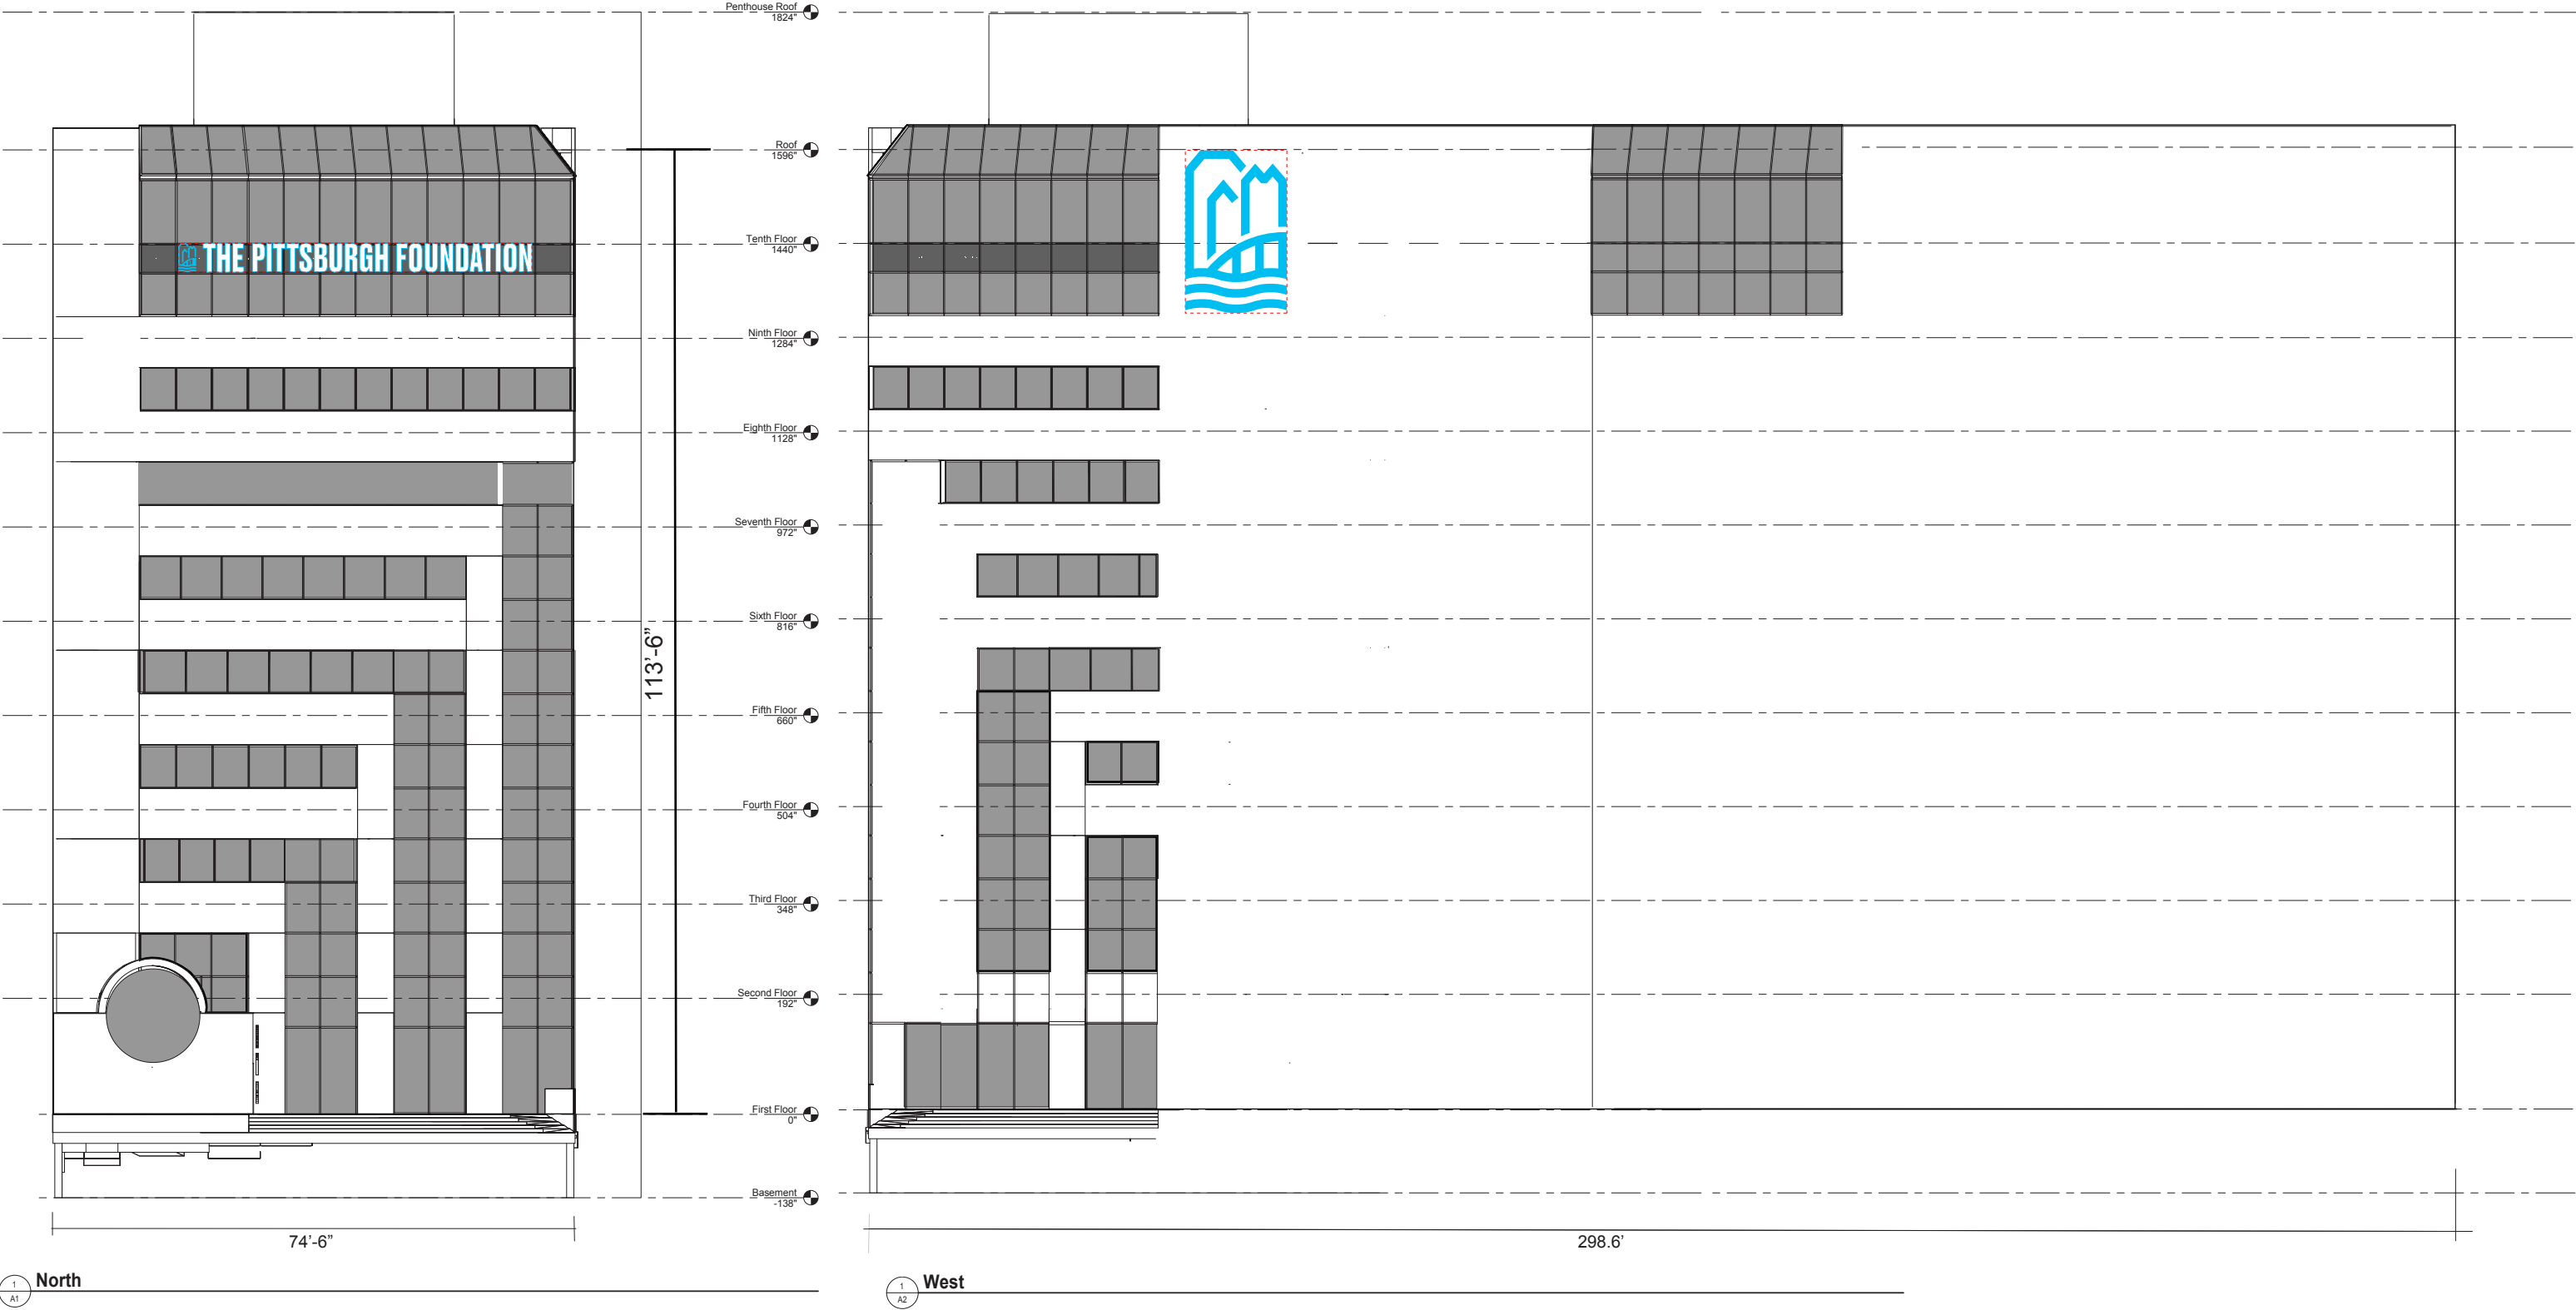 Penthouse Roof
1824"
Roof
1596"
Tenth Floor
1440"
THE PITTSBURGH FOUNDATION
Ninth Floor
1284"
Eighth Floor
1128"
Seventh Floor
972"
Sixth Floor
816"
113'-6"
Fifth Floor
660"
Fourth Floor
504"
Third Floor
348"
Second Floor
192"
First Floor
0"
Basement
-138"
74'-6"
298.6'
1
A1
North
1
A2
West